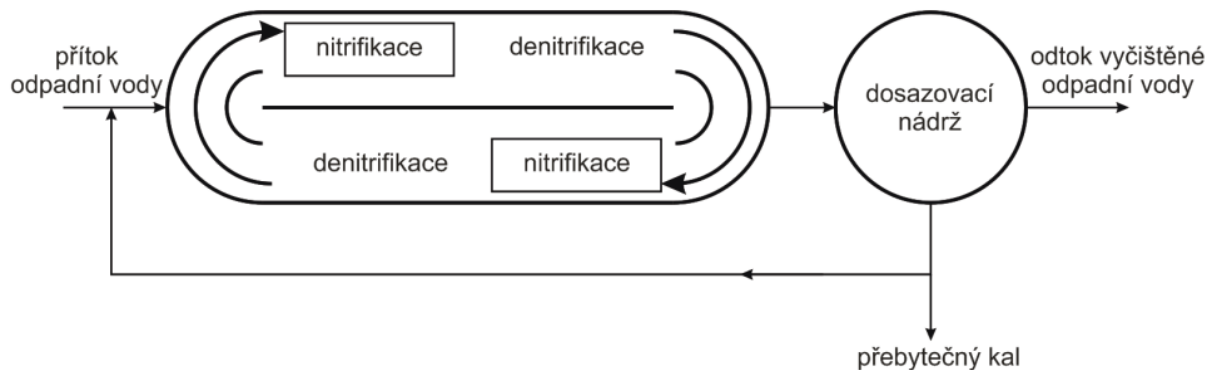 přítok
odpadní vody
nitrifikace
denitrifikace
denitrifikace
nitrifikace
dosazovací
nádrž
odtok vyčištěné
odpadní vody
přebytečný kal